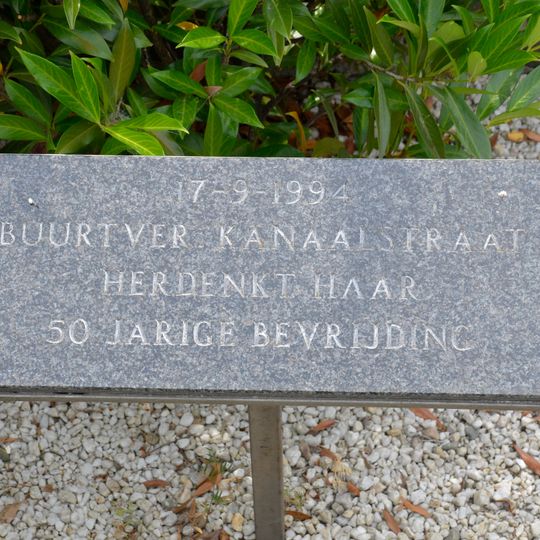 17-9-1994
BUURTVER. KANAALSTRAAT
HERDENKT HAAR
50 JARIGE BEVRIJDING